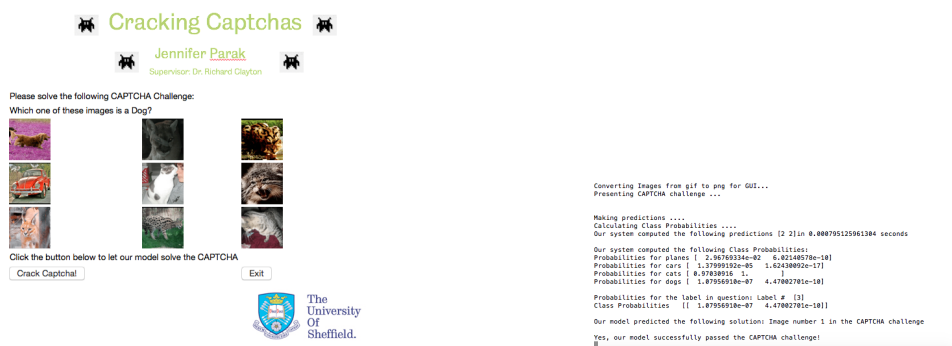 Cracking Captchas
Jennifer Parak
Supervisor: Dr. Richard Clayton
Please solve the following CAPTCHA Challenge:
Which one of these images is a Dog?
Click the button below to let our model solve the CAPTCHA
Crack Captcha!
Exit
The
University
Of
Sheffield.
Converting Images from gif to png for GUI...
Presenting CAPTCHA challenge ...
Making predictions ....
Calculating Class Probabilities ....
Our system computed the following predictions [2 2]in 0.000795125961304 seconds
Our system computed the following Class Probabilities:
Probabilities for planes [ 2.96769334e-02 6.02140578e-10]
Probabilities for cars [ 1.37999192e-05 1.62430092e-17]
Probabilities for cats [ 0.97030916 1. ]
Probabilities for dogs [ 1.07956910e-07 4.47002701e-10]
Probabilities for the label in question: Label # [3]
Class Probabilities [[ 1.07956910e-07 4.47002701e-10]]
Our model predicted the following solution: Image number 1 in the CAPTCHA challenge
Yes, our model successfully passed the CAPTCHA challenge!